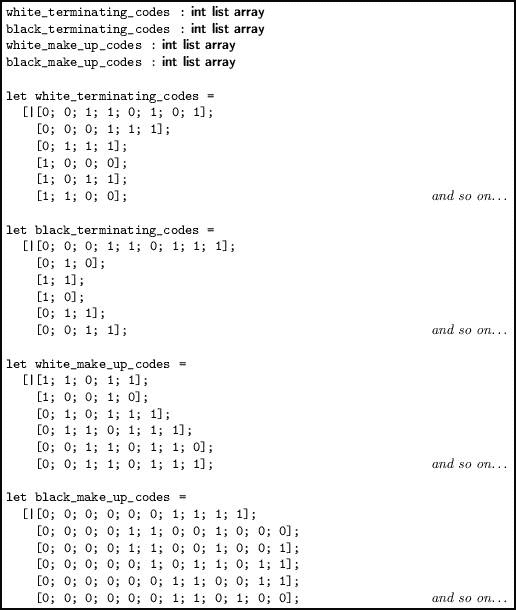 white_terminating_codes : int list array
black_terminating_codes : int list array
white_make_up_codes : int list array
black_make_up_codes : int list array
let white_terminating_codes =
[|[0; 0; 1; 1; 0; 1; 0; 1];
[0; 0; 0; 1; 1; 1];
[0; 1; 1; 1];
[1; 0; 0; 0];
[1; 0; 1; 1];
[1; 1; 0; 0]; and so on...
let black_terminating_codes =
[|[0; 0; 0; 0; 1; 1; 0; 1; 1; 1];
[0; 1; 0];
[1; 1];
[1; 0];
[0; 1; 1];
[0; 0; 1; 1]; and so on...
let white_make_up_codes =
[|[1; 1; 0; 1; 1];
[1; 0; 0; 1; 0];
[0; 1; 0; 1; 1; 1];
[0; 1; 1; 0; 1; 1; 1];
[0; 0; 1; 1; 0; 1; 1; 0];
[0; 0; 1; 1; 0; 1; 1; 1]; and so on...
let black_make_up_codes =
[|[0; 0; 0; 0; 0; 0; 1; 1; 1; 1];
[0; 0; 0; 0; 1; 1; 0; 0; 1; 0; 0; 0];
[0; 0; 0; 0; 1; 1; 0; 0; 1; 0; 0; 1];
[0; 0; 0; 0; 0; 1; 0; 1; 1; 0; 1; 1];
[0; 0; 0; 0; 0; 0; 1; 1; 0; 0; 1; 1];
[0; 0; 0; 0; 0; 0; 1; 1; 0; 1; 0; 0]; and so on...